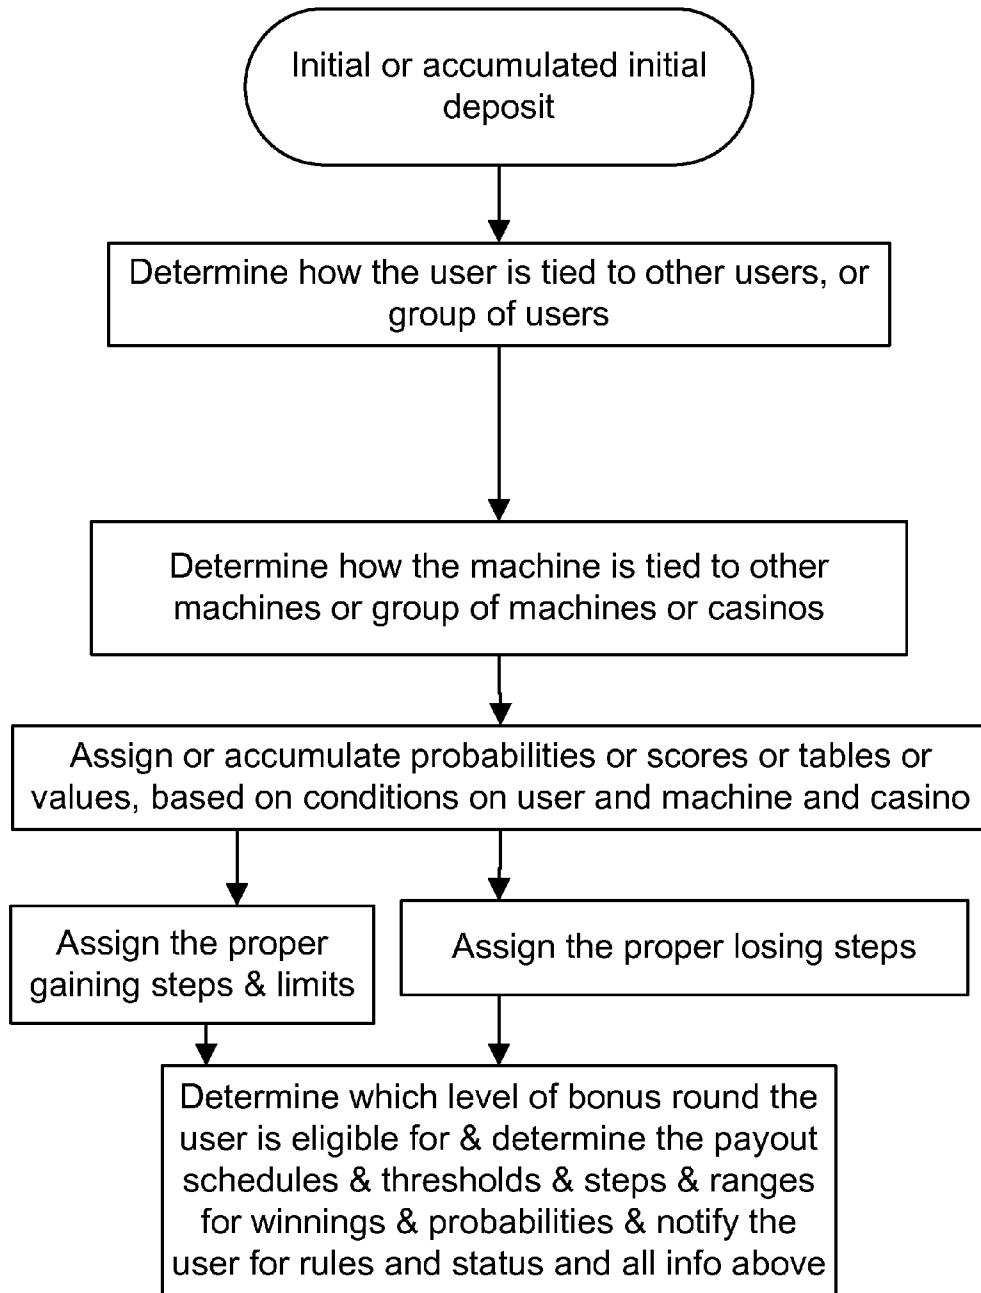 Initial or accumulated initial
deposit
Determine how the user is tied to other users, or
group of users
Determine how the machine is tied to other
machines or group of machines or casinos
Assign or accumulate probabilities or scores or tables or
values, based on conditions on user and machine and casino
Assign the proper
gaining steps & limits
Assign the proper losing steps
Determine which level of bonus round the
user is eligible for & determine the payout
schedules & thresholds & steps & ranges
for winnings & probabilities & notify the
user for rules and status and all info above